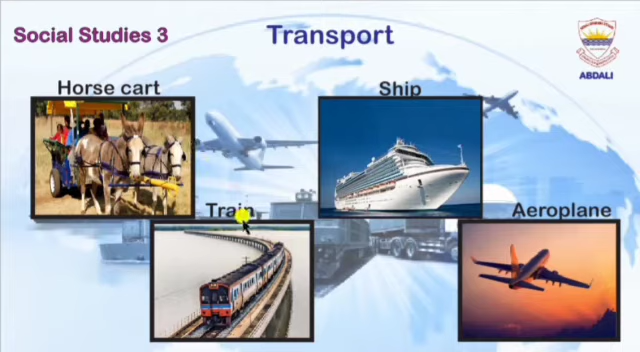 Social Studies 3
Transport
ABDALI
Horse cart
Ship
Train
Aeroplane